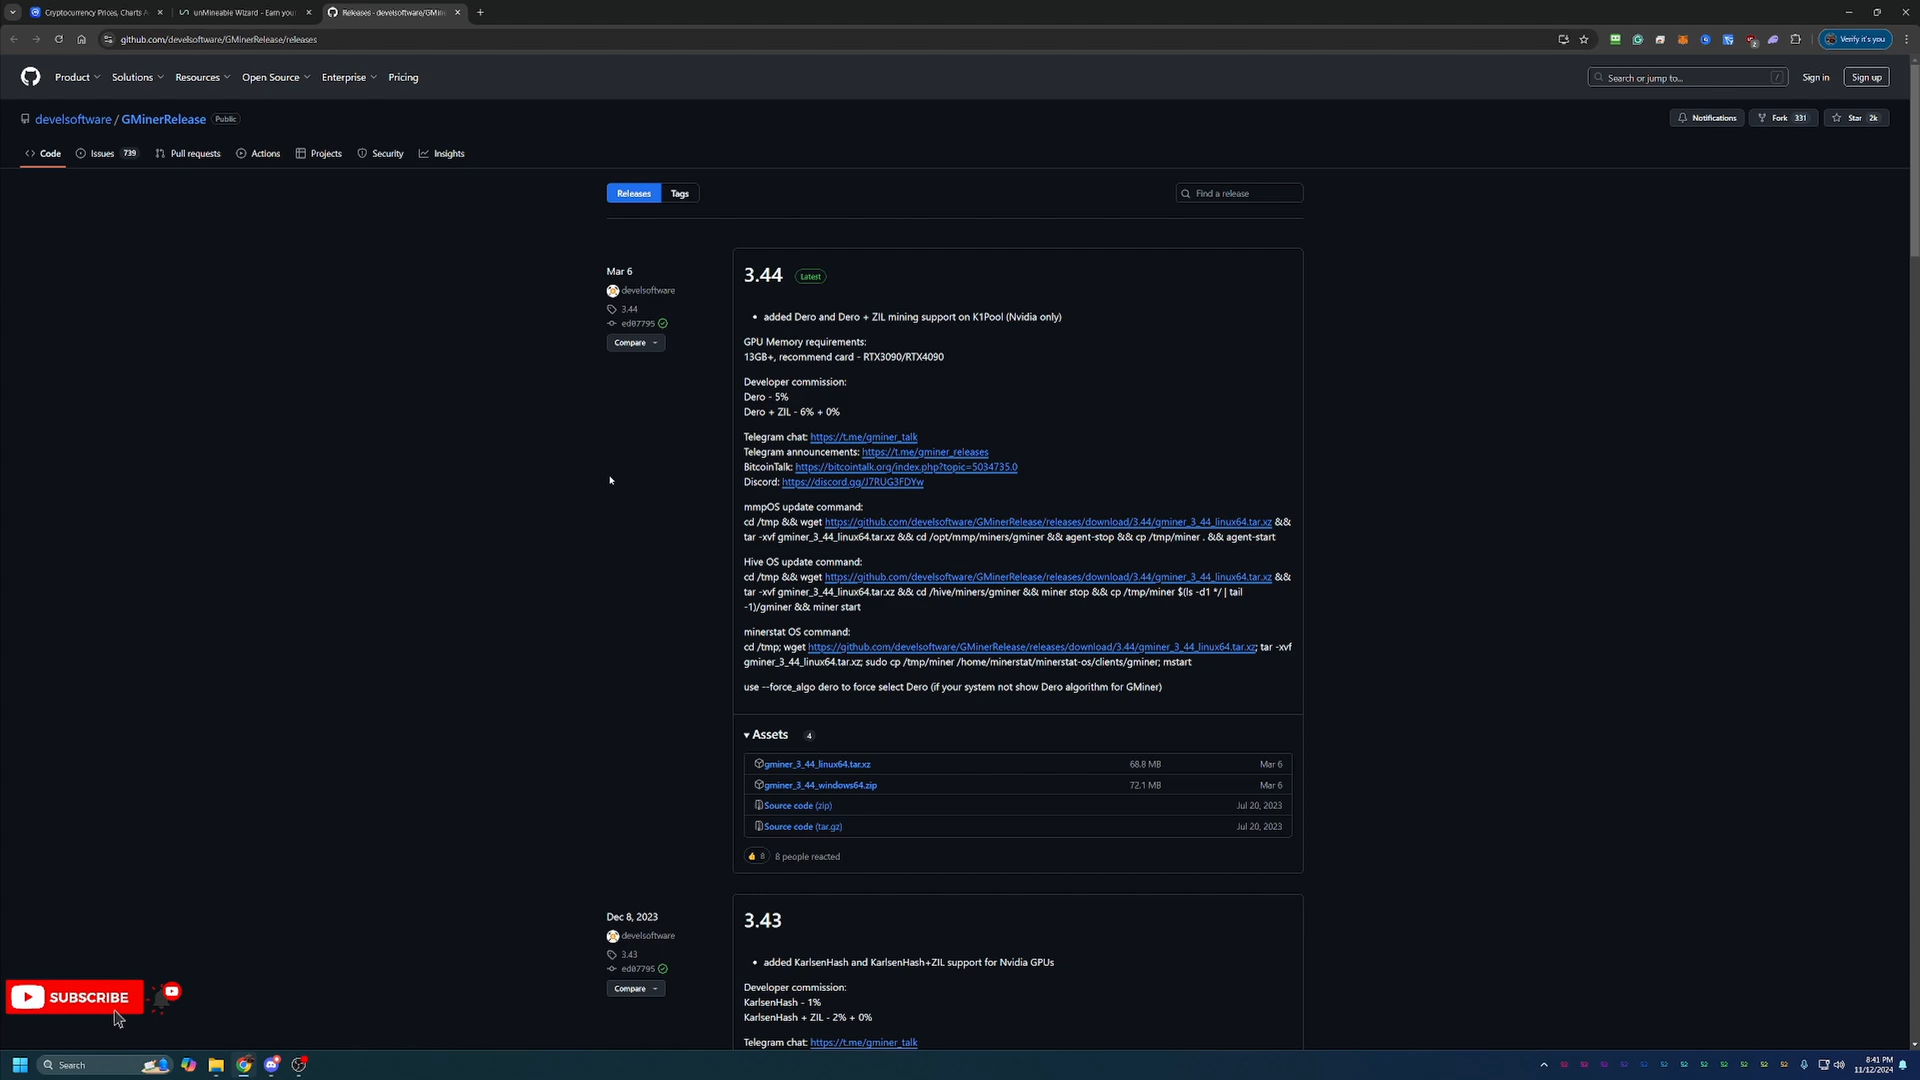 Cryptocurrency Prices, Charts A
unMineable Wizard - Earn you
Releases · develsoftware/GMin
github.com/develsoftware/GMinerRelease/releases
Verify it's you
Product
Solutions
Resources
Open Source
Enterprise
Pricing
Search or jump to...
/
Sign in
Sign up
develsoftware / GMinerRelease
Public
Notifications
Fork 331
Star 2k
Code
Issues 739
Pull requests
Actions
Projects
Security
Insights
Releases
Tags
Find a release
Mar 6
develsoftware
3.44
ed07795
Compare
3.44
Latest
• added Dero and Dero + ZIL mining support on K1Pool (Nvidia only)
GPU Memory requirements:
13GB+, recommend card - RTX3090/RTX4090
Developer commission:
Dero - 5%
Dero + ZIL - 6% + 0%
Telegram chat: https://t.me/gminer_talk
Telegram announcements: https://t.me/gminer_releases
BitcoinTalk: https://bitcointalk.org/index.php?topic=5034735.0
Discord: https://discord.gg/J7RUG3FDYw
mmpOS update command:
cd /tmp && wget https://github.com/develsoftware/GMinerRelease/releases/download/3.44/gminer_3_44_linux64.tar.xz &&
tar -xvf gminer_3_44_linux64.tar.xz && cd /opt/mmp/miners/gminer && agent-stop && cp /tmp/miner . && agent-start
Hive OS update command:
cd /tmp && wget https://github.com/develsoftware/GMinerRelease/releases/download/3.44/gminer_3_44_linux64.tar.xz &&
tar -xvf gminer_3_44_linux64.tar.xz && cd /hive/miners/gminer && miner stop && cp /tmp/miner $(ls -d1 */ | tail
-1)/gminer && miner start
minerstat OS command:
cd /tmp; wget https://github.com/develsoftware/GMinerRelease/releases/download/3.44/gminer_3_44_linux64.tar.xz; tar -xvf
gminer_3_44_linux64.tar.xz; sudo cp /tmp/miner /home/minerstat/minerstat-os/clients/gminer; mstart
use --force_algo dero to force select Dero (if your system not show Dero algorithm for GMiner)
Assets 4
gminer_3_44_linux64.tar.xz
68.8 MB
Mar 6
gminer_3_44_windows64.zip
72.1 MB
Mar 6
Source code (zip)
Jul 20, 2023
Source code (tar.gz)
Jul 20, 2023
8
8 people reacted
Dec 8, 2023
develsoftware
3.43
ed07795
Compare
3.43
• added KarlsenHash and KarlsenHash+ZIL support for Nvidia GPUs
Developer commission:
KarlsenHash - 1%
KarlsenHash + ZIL - 2% + 0%
Telegram chat: https://t.me/gminer_talk
SUBSCRIBE
Search
8:41 PM
11/12/2024